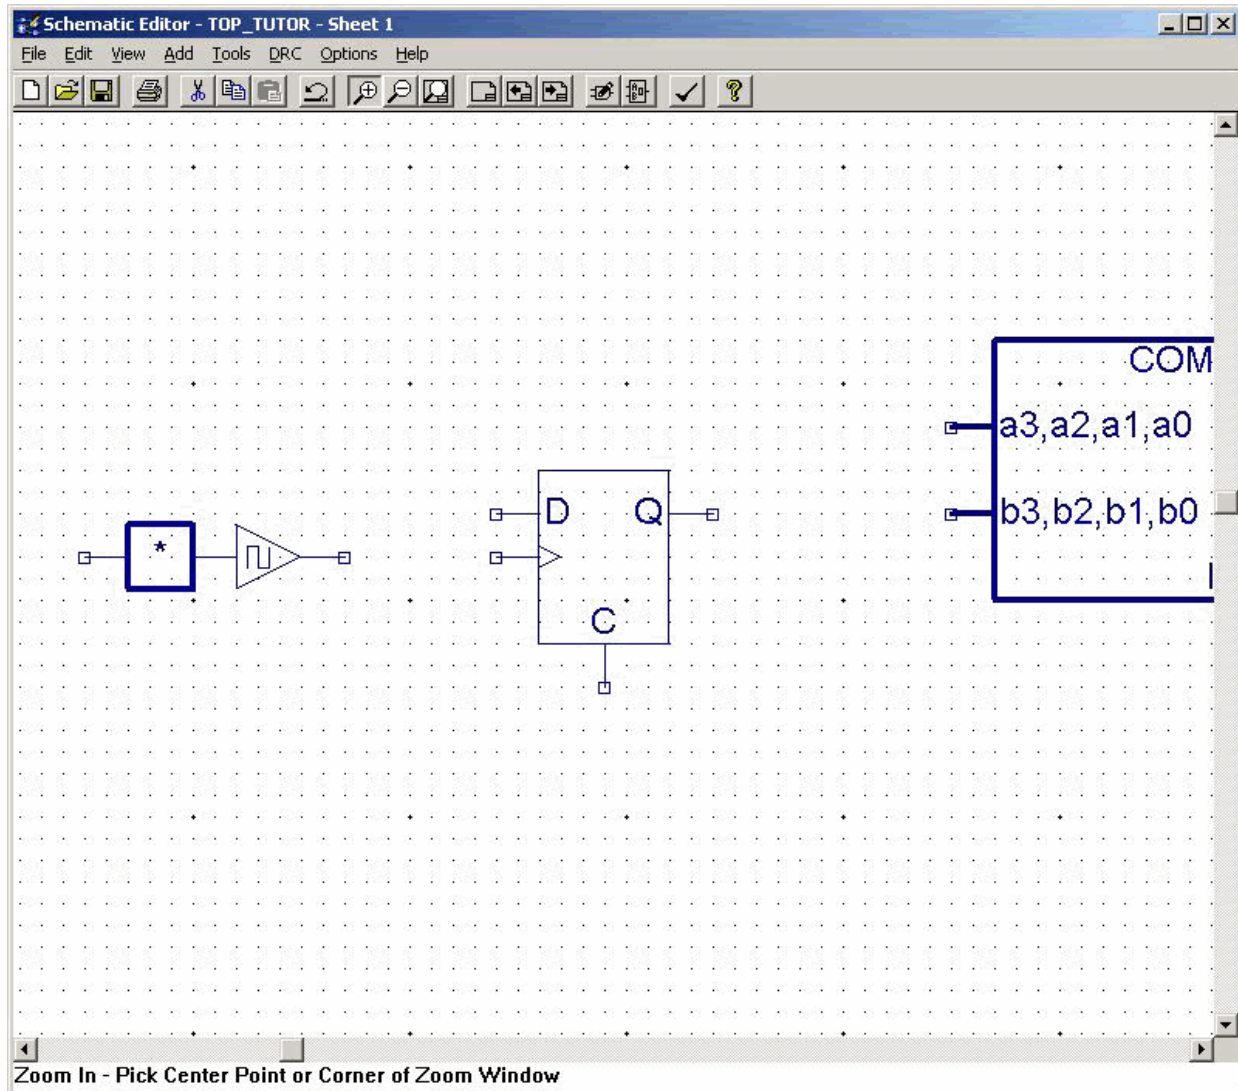 Schematic Editor - TOP_TUTOR - Sheet 1
File Edit View Add Tools DRC Options Help
COM
a3,a2,a1,a0
D Q
b3,b2,b1,b0
*
C
Zoom In - Pick Center Point or Corner of Zoom Window